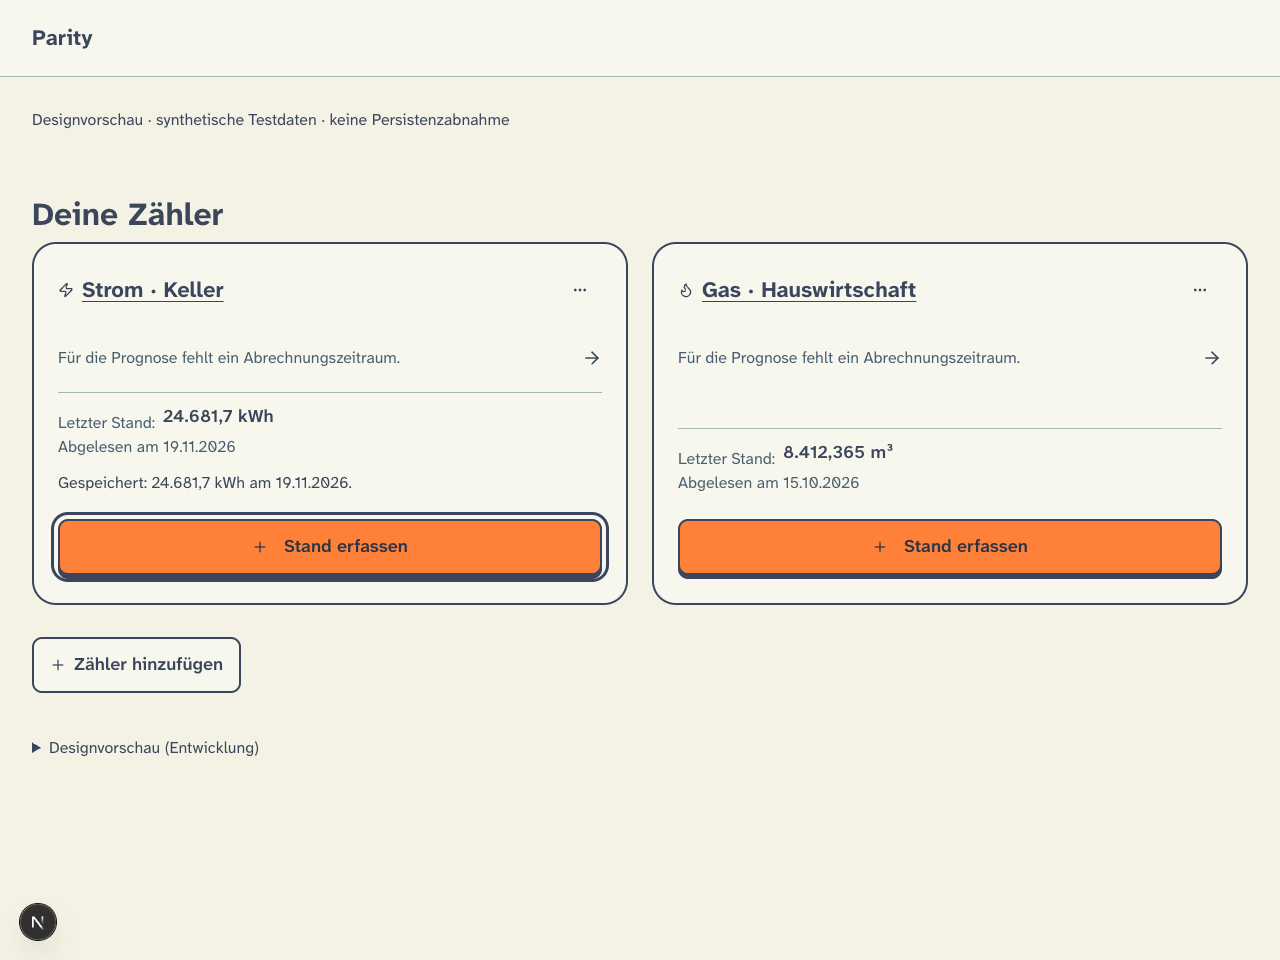 Parity
Designvorschau · synthetische Testdaten · keine Persistenzabnahme
Deine Zähler
Strom · Keller
Für die Prognose fehlt ein Abrechnungszeitraum.
Letzter Stand: 24.681,7 kWh
Abgelesen am 19.11.2026
Gespeichert: 24.681,7 kWh am 19.11.2026.
+ Stand erfassen
Gas · Hauswirtschaft
Für die Prognose fehlt ein Abrechnungszeitraum.
Letzter Stand: 8.412,365 m³
Abgelesen am 15.10.2026
+ Stand erfassen
+ Zähler hinzufügen
Designvorschau (Entwicklung)
N